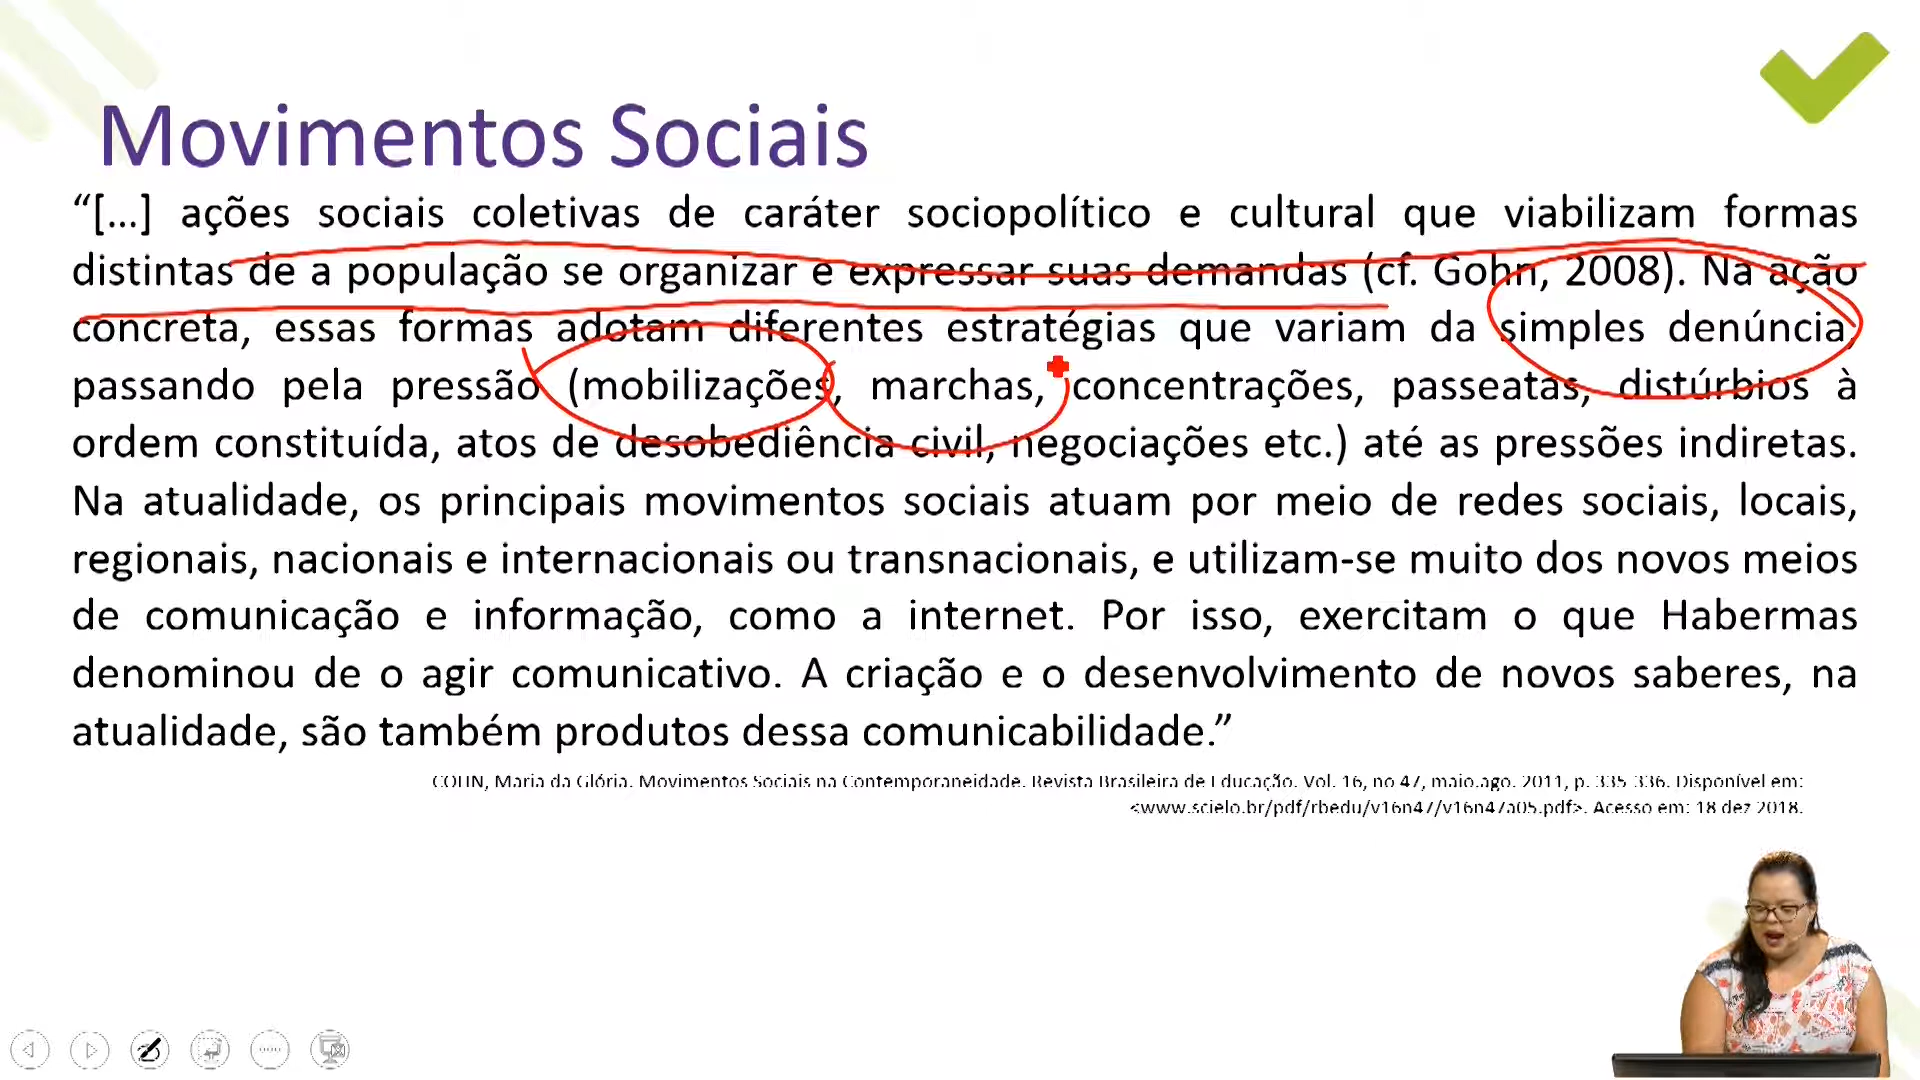 Movimentos Sociais
“[...] ações sociais coletivas de caráter sociopolítico e cultural que viabilizam formas
distintas de a população se organizar e expressar suas demandas (cf. Gohn, 2008). Na ação
concreta, essas formas adotam diferentes estratégias que variam da simples denúncia,
passando pela pressão (mobilizações, marchas, concentrações, passeatas, distúrbios à
ordem constituída, atos de desobediência civil, negociações etc.) até as pressões indiretas.
Na atualidade, os principais movimentos sociais atuam por meio de redes sociais, locais,
regionais, nacionais e internacionais ou transnacionais, e utilizam-se muito dos novos meios
de comunicação e informação, como a internet. Por isso, exercitam o que Habermas
denominou de o agir comunicativo. A criação e o desenvolvimento de novos saberes, na
atualidade, são também produtos dessa comunicabilidade.”
GOHN, Maria da Glória. Movimentos Sociais na Contemporaneidade. Revista Brasileira de Educação. Vol. 16, no 47, maio.ago. 2011, p. 335-336. Disponível em:
<www.scielo.br/pdf/rbedu/v16n47//v16n47a05.pdf>. Acesso em: 18 dez 2018.